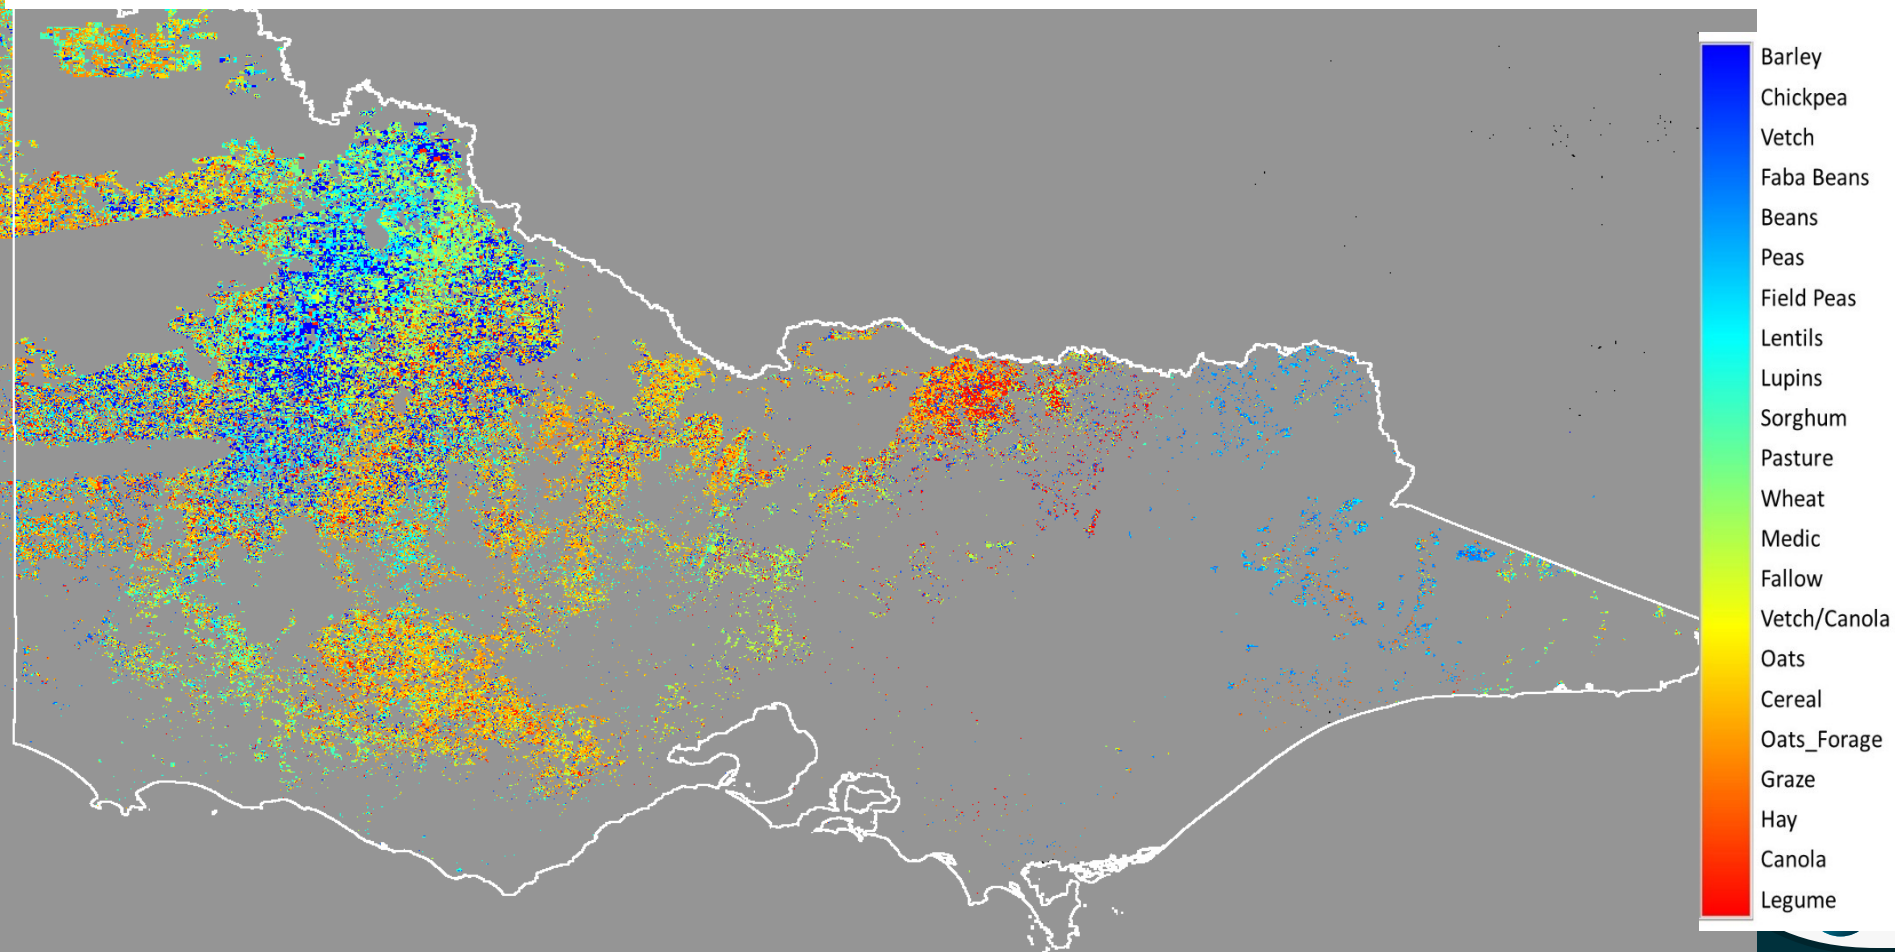 Barley
Chickpea
Vetch
Faba Beans
Beans
Peas
Field Peas
Lentils
Lupins
Sorghum
Pasture
Wheat
Medic
Fallow
Vetch/Canola
Oats
Cereal
Oats_Forage
Graze
Hay
Canola
Legume